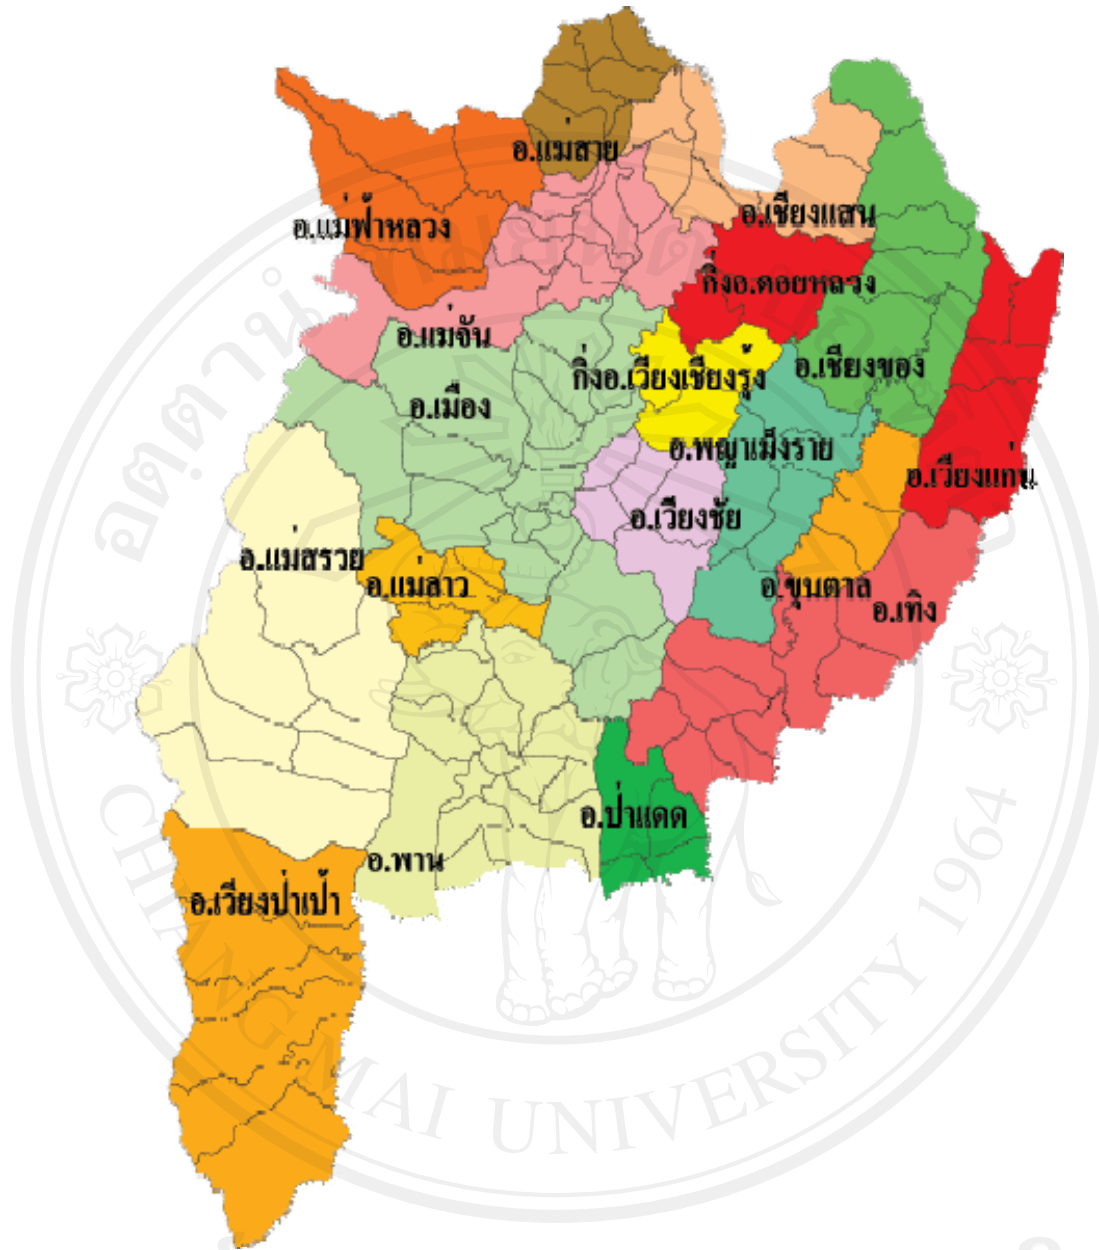 อ.แม่สาย
อ.เชียงแสน
อ.แม่ฟ้าหลวง
กิ่งอ.ดอยหลวง
อ.แม่จัน
กิ่งอ.เวียงเชียงรุ้ง
อ.เชียงของ
อ.เมือง
อ.พญาเม็งราย
อ.เวียงแก่น
อ.เวียงชัย
อ.แม่สรวย
อ.แม่ลาว
อ.ขุนตาล
อ.เทิง
อ.ป่าแดด
อ.พาน
อ.เวียงป่าเป้า
CHIANG MAI UNIVERSITY 1964